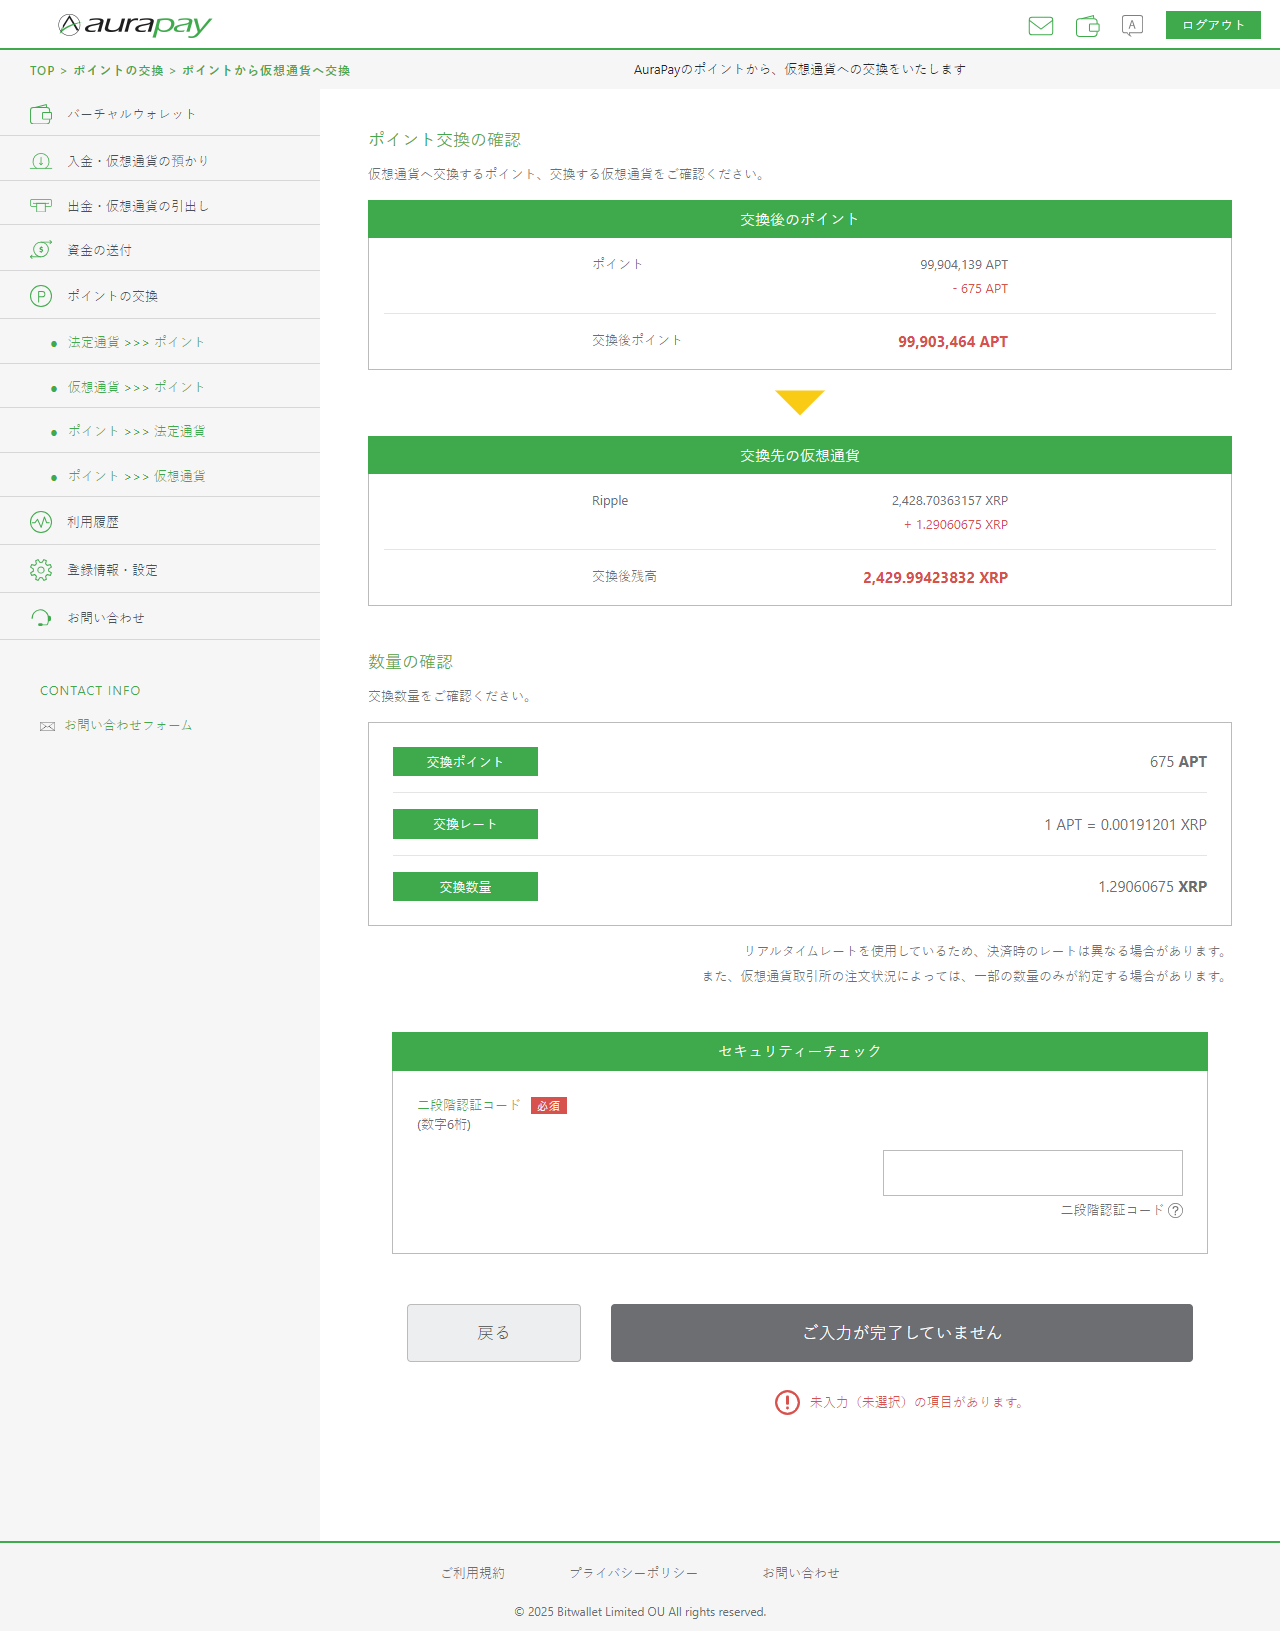 aurapay
A
ログアウト
TOP > ポイントの交換 > ポイントから仮想通貨へ交換
AuraPayのポイントから、仮想通貨への交換をいたします
バーチャルウォレット
入金・仮想通貨の預かり
出金・仮想通貨の引出し
資金の送付
ポイントの交換
法定通貨 >>> ポイント
仮想通貨 >>> ポイント
ポイント >>> 法定通貨
ポイント >>> 仮想通貨
利用履歴
登録情報・設定
お問い合わせ
CONTACT INFO
お問い合わせフォーム
ポイント交換の確認
仮想通貨へ交換するポイント、交換する仮想通貨をご確認ください。
交換後のポイント
ポイント 99,904,139 APT
- 675 APT
交換後ポイント 99,903,464 APT
交換先の仮想通貨
Ripple 2,428.70363157 XRP
+ 1.29060675 XRP
交換後残高 2,429.99423832 XRP
数量の確認
交換数量をご確認ください。
交換ポイント 675 APT
交換レート 1 APT = 0.00191201 XRP
交換数量 1.29060675 XRP
リアルタイムレートを使用しているため、決済時のレートは異なる場合があります。
また、仮想通貨取引所の注文状況によっては、一部の数量のみが約定する場合があります。
セキュリティーチェック
二段階認証コード 必須
(数字6桁)
二段階認証コード ?
戻る
ご入力が完了していません
未入力（未選択）の項目があります。
ご利用規約 プライバシーポリシー お問い合わせ
© 2025 Bitwallet Limited OU All rights reserved.